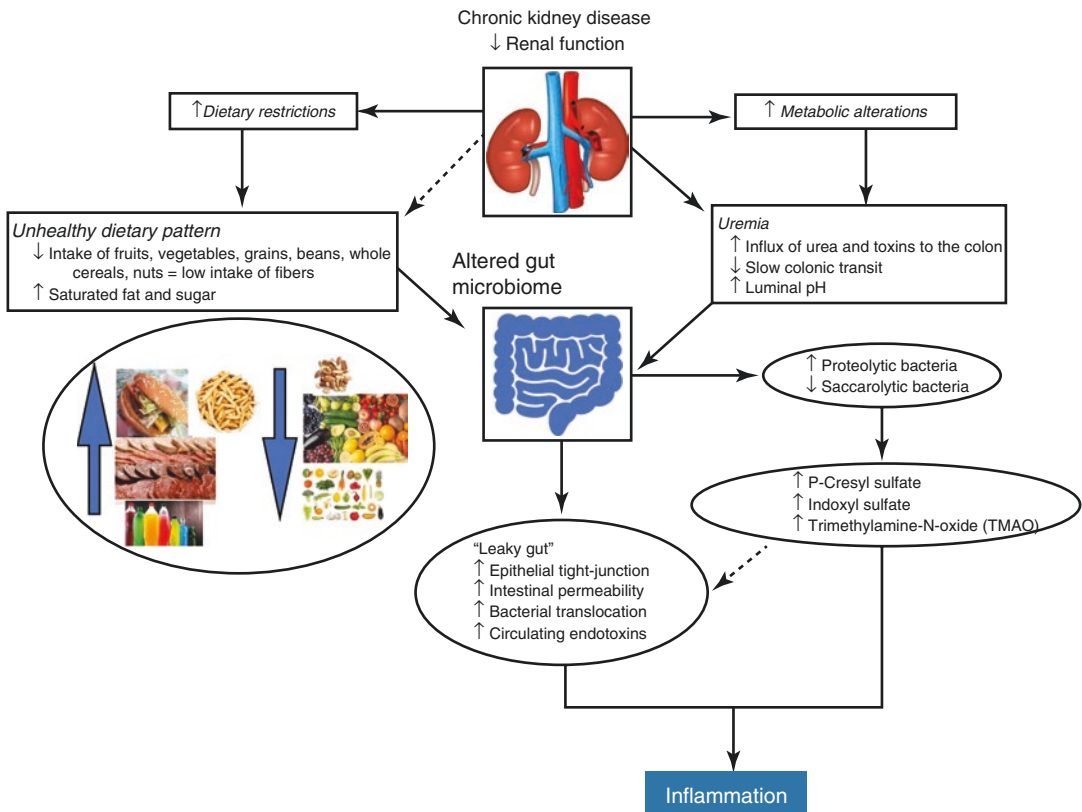 Chronic kidney disease
↓ Renal function
↑ Dietary restrictions
↑ Metabolic alterations
Unhealthy dietary pattern
↓ Intake of fruits, vegetables, grains, beans, whole
cereals, nuts = low intake of fibers
↑ Saturated fat and sugar
Uremia
↑ Influx of urea and toxins to the colon
↓ Slow colonic transit
↑ Luminal pH
Altered gut
microbiome
↑ Proteolytic bacteria
↓ Saccarolytic bacteria
↑ P-Cresyl sulfate
↑ Indoxyl sulfate
↑ Trimethylamine-N-oxide (TMAO)
“Leaky gut”
↑ Epithelial tight-junction
↑ Intestinal permeability
↑ Bacterial translocation
↑ Circulating endotoxins
Inflammation